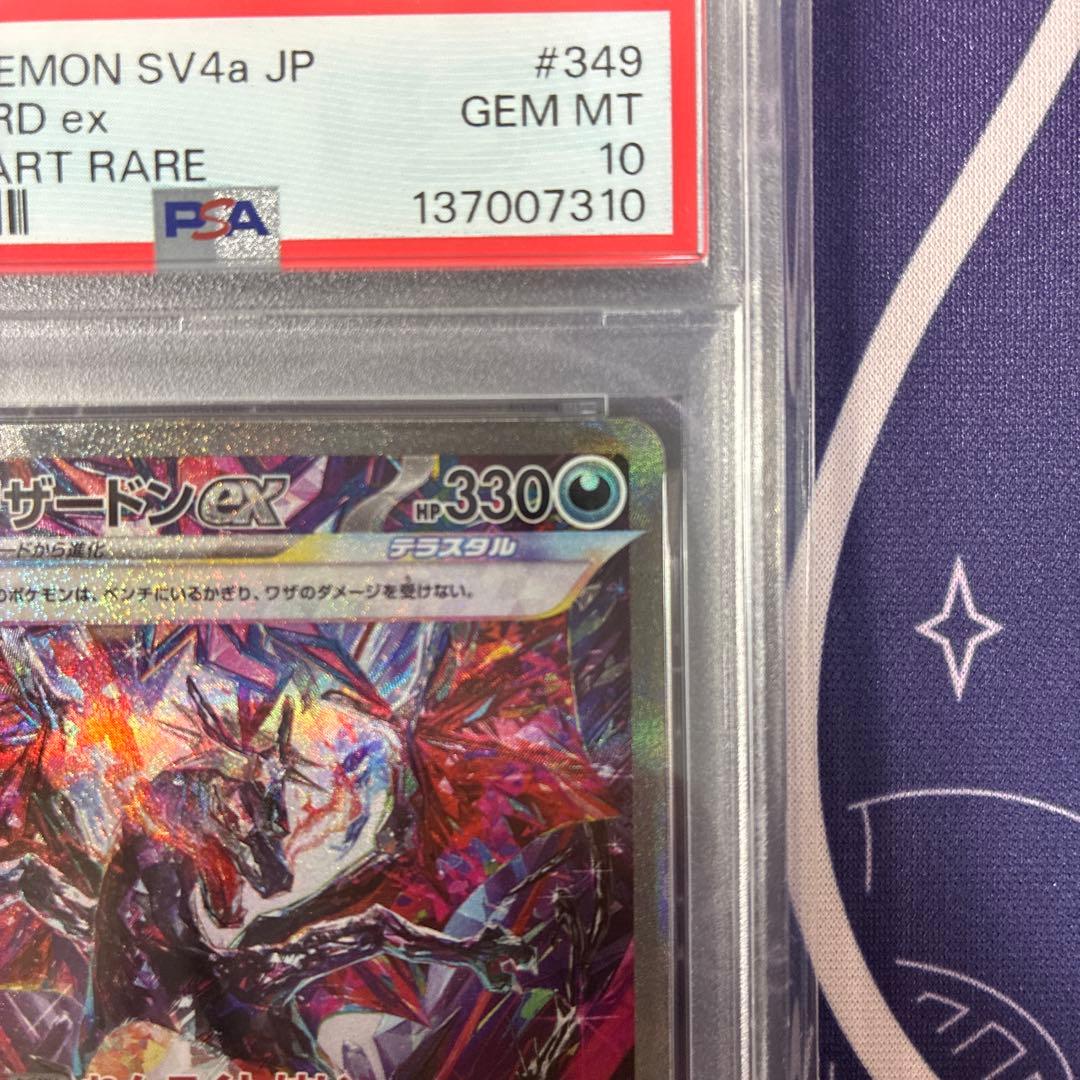 EMON SV4a JP #349
RD ex GEM MT
ART RARE 10
PSA 137007310
ザードンex HP330
ードから進化 テラスタル
のポケモンは、ベンチにいるかぎり、ワザのダメージを受けない。